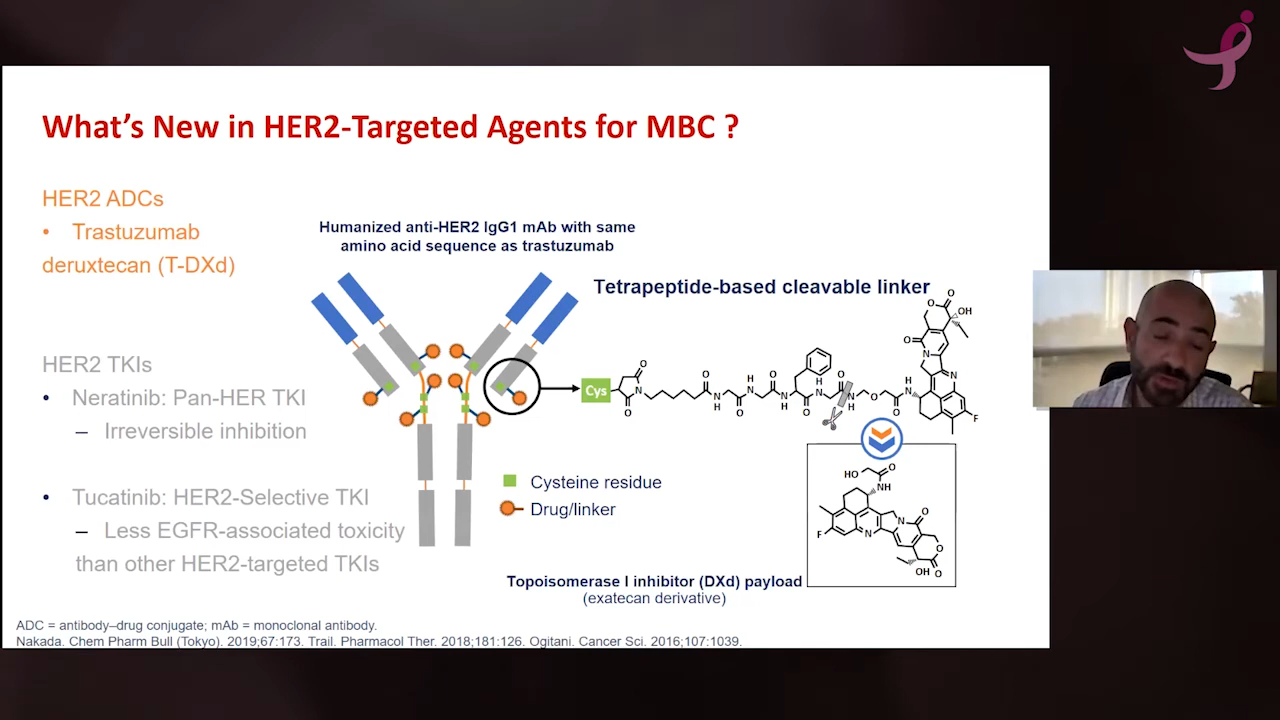 What's New in HER2-Targeted Agents for MBC ?
HER2 ADCs
• Trastuzumab
deruxtecan (T-DXd)
HER2 TKIs
• Neratinib: Pan-HER TKI
– Irreversible inhibition
• Tucatinib: HER2-Selective TKI
– Less EGFR-associated toxicity
than other HER2-targeted TKIs
Humanized anti-HER2 IgG1 mAb with same
amino acid sequence as trastuzumab
Tetrapeptide-based cleavable linker
Cys
O
O
N
O
N
H
O
H
N
O
N
H
O
H
N
O
N
H
O
O
H
N
O
N
O
O
OH
N
F
HO
O
NH
F
N
N
O
O
OH
O
Cysteine residue
Drug/linker
Topoisomerase I inhibitor (DXd) payload
(exatecan derivative)
ADC = antibody–drug conjugate; mAb = monoclonal antibody.
Nakada. Chem Pharm Bull (Tokyo). 2019;67:173. Trail. Pharmacol Ther. 2018;181:126. Ogitani. Cancer Sci. 2016;107:1039.